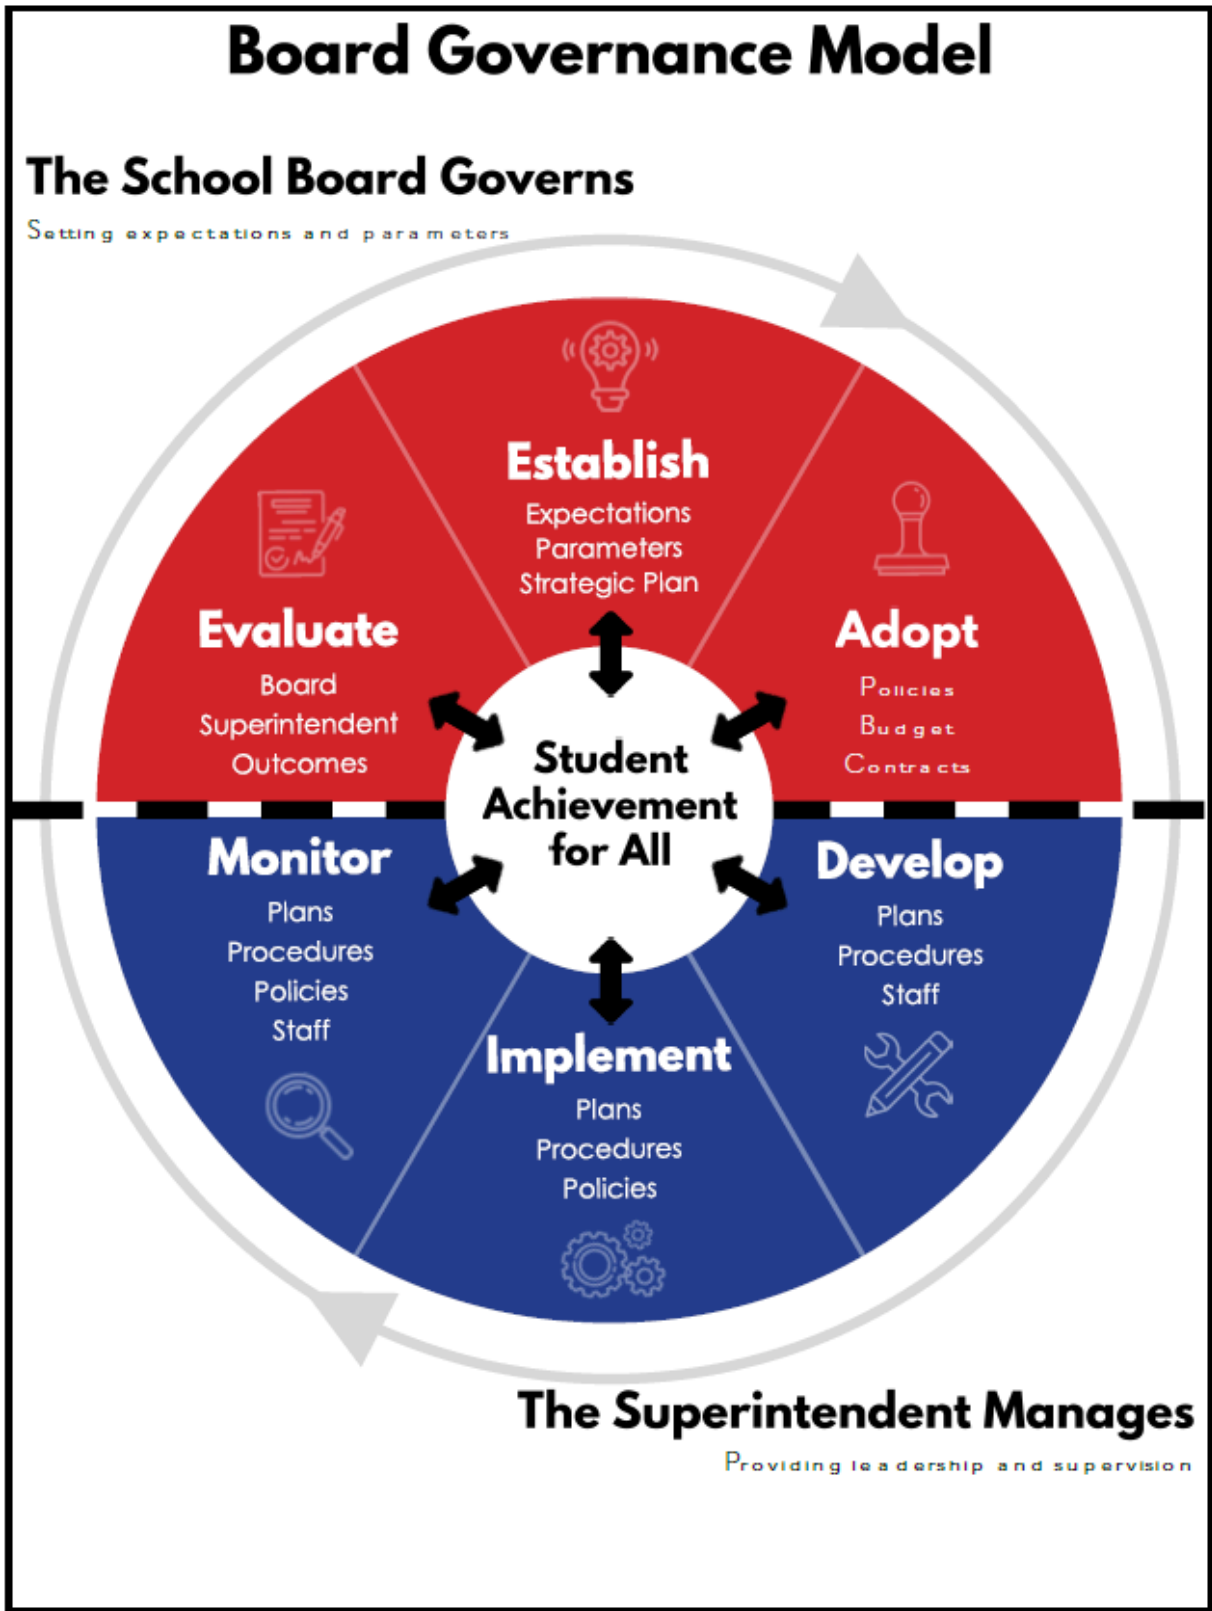 Board Governance Model
The School Board Governs
Setting expectations and parameters
Establish
Expectations
Parameters
Strategic Plan
Evaluate
Board
Superintendent
Outcomes
Adopt
Policies
Budget
Contracts
Student
Achievement
for All
Monitor
Plans
Procedures
Policies
Staff
Develop
Plans
Procedures
Staff
Implement
Plans
Procedures
Policies
The Superintendent Manages
Providing leadership and supervision